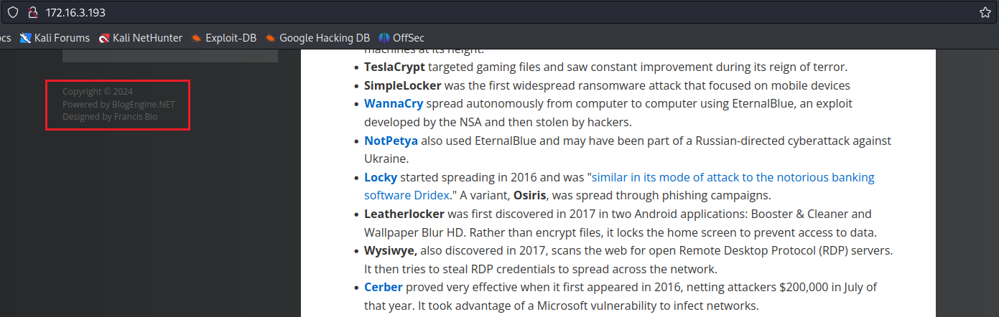 172.16.3.193
ocs Kali Forums Kali NetHunter Exploit-DB Google Hacking DB OffSec
Copyright © 2024
Powered by BlogEngine.NET
Designed by Francis Bio
machines at its height.
• TeslaCrypt targeted gaming files and saw constant improvement during its reign of terror.
• SimpleLocker was the first widespread ransomware attack that focused on mobile devices
• WannaCry spread autonomously from computer to computer using EternalBlue, an exploit
developed by the NSA and then stolen by hackers.
• NotPetya also used EternalBlue and may have been part of a Russian-directed cyberattack against
Ukraine.
• Locky started spreading in 2016 and was "similar in its mode of attack to the notorious banking
software Dridex." A variant, Osiris, was spread through phishing campaigns.
• Leatherlocker was first discovered in 2017 in two Android applications: Booster & Cleaner and
Wallpaper Blur HD. Rather than encrypt files, it locks the home screen to prevent access to data.
• Wysiwye, also discovered in 2017, scans the web for open Remote Desktop Protocol (RDP) servers.
It then tries to steal RDP credentials to spread across the network.
• Cerber proved very effective when it first appeared in 2016, netting attackers $200,000 in July of
that year. It took advantage of a Microsoft vulnerability to infect networks.